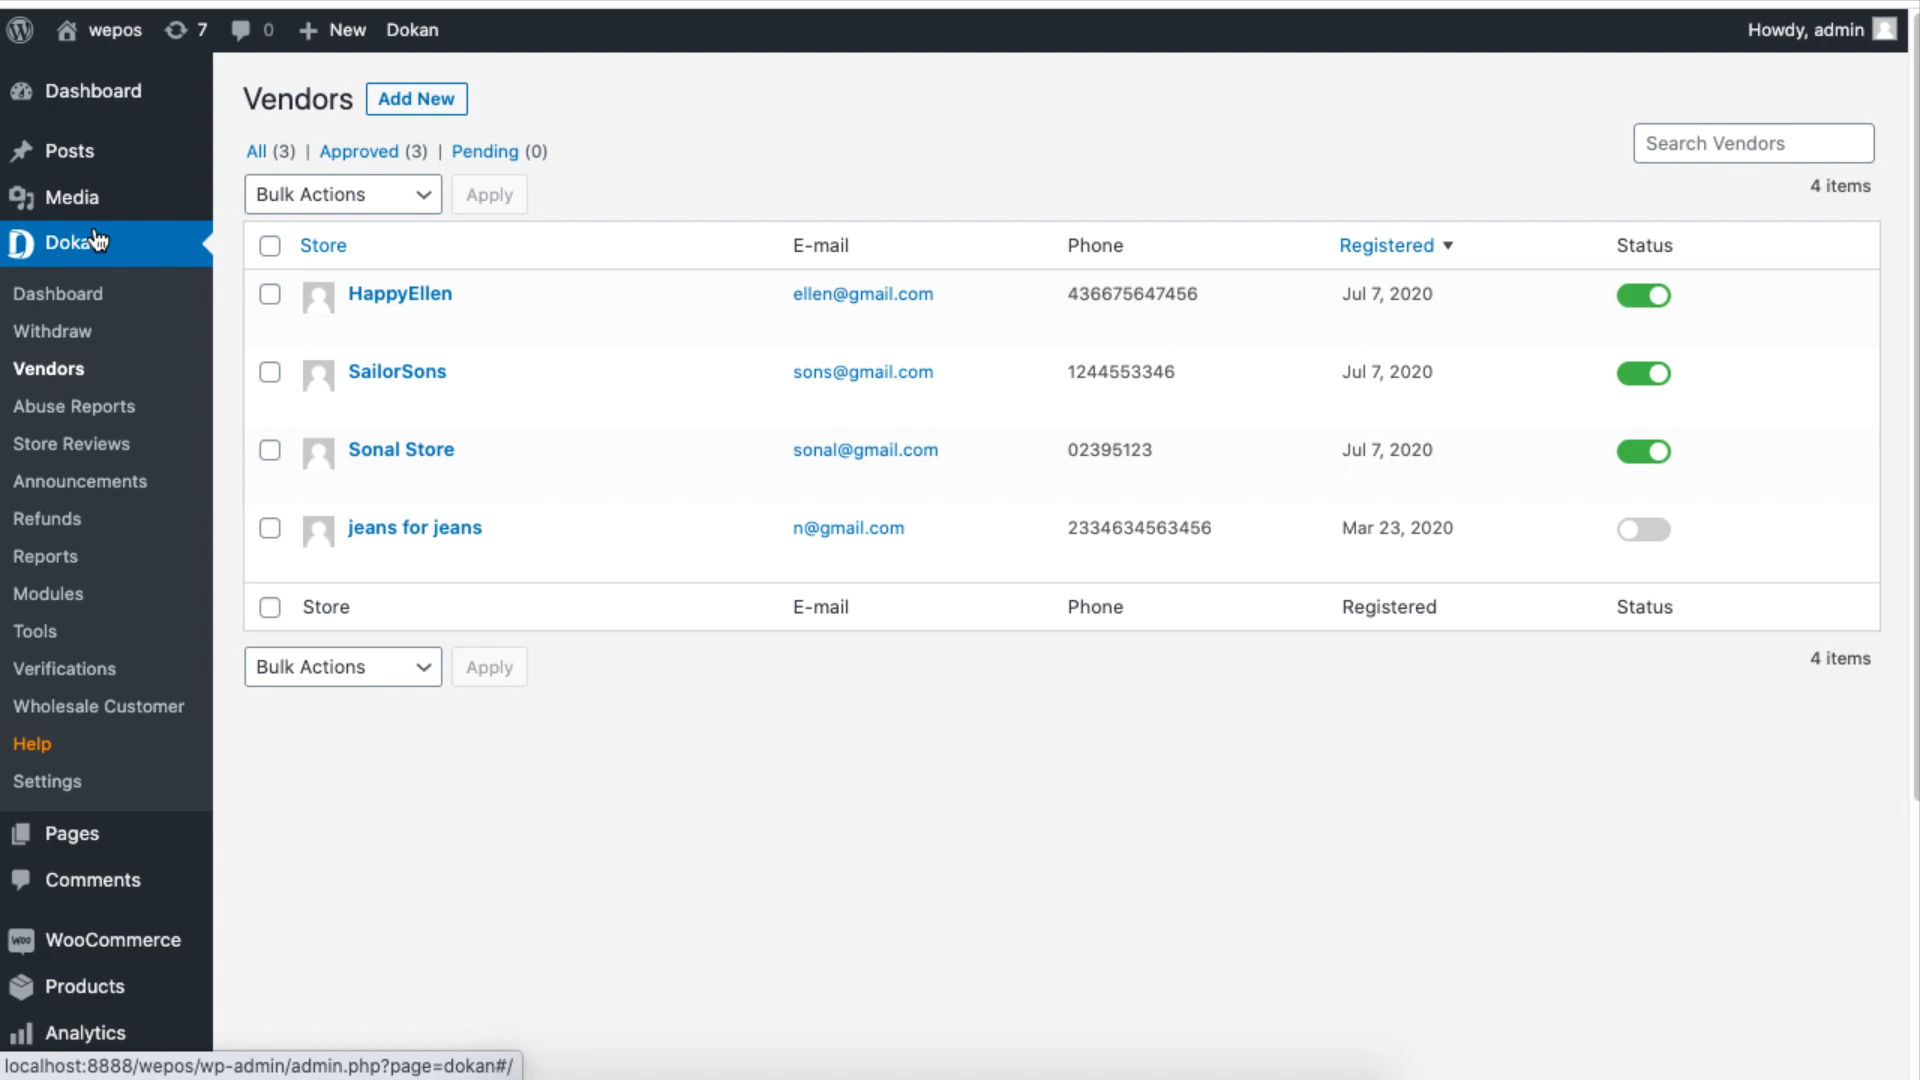 wepos 7 0 New Dokan Howdy, admin
Dashboard
Posts
Media
Dokan
Dashboard
Withdraw
Vendors
Abuse Reports
Store Reviews
Announcements
Refunds
Reports
Modules
Tools
Verifications
Wholesale Customer
Help
Settings
Pages
Comments
WOO WooCommerce
Products
Analytics
Vendors Add New
All (3) | Approved (3) | Pending (0)
Search Vendors
Bulk Actions Apply
4 items
Store E-mail Phone Registered Status
HappyEllen ellen@gmail.com 436675647456 Jul 7, 2020
SailorSons sons@gmail.com 1244553346 Jul 7, 2020
Sonal Store sonal@gmail.com 02395123 Jul 7, 2020
jeans for jeans n@gmail.com 2334634563456 Mar 23, 2020
Store E-mail Phone Registered Status
Bulk Actions Apply
4 items
localhost:8888/wepos/wp-admin/admin.php?page=dokan#/